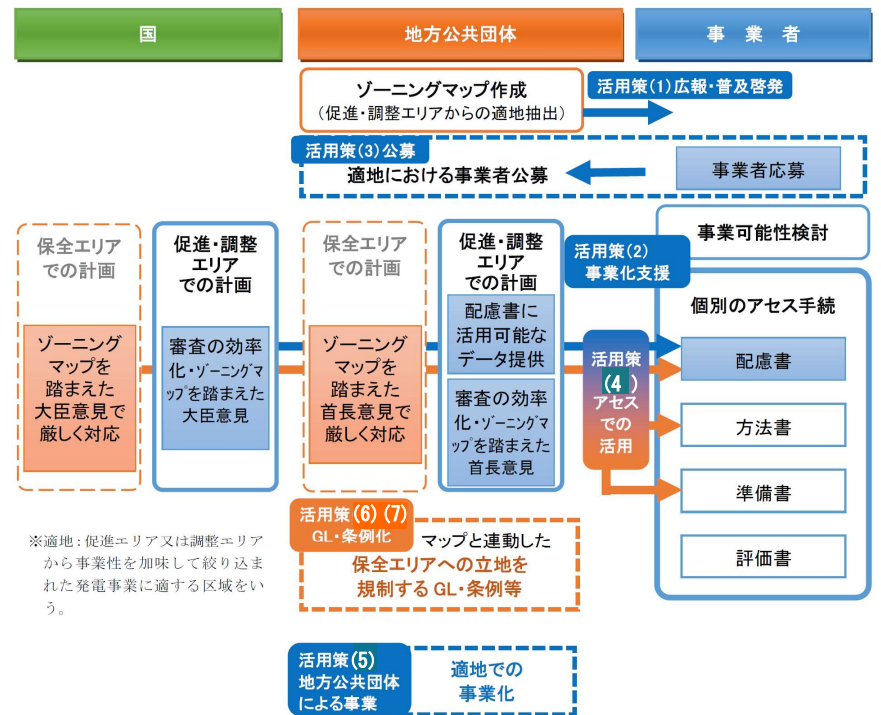 国
地方公共団体
事 業 者
ゾーニングマップ作成
（促進・調整エリアからの適地抽出）
活用策(1)広報・普及啓発
活用策(3)公募
適地における事業者公募
事業者応募
保全エリア
での計画
ゾーニング
マップを
踏まえた
大臣意見で
厳しく対応
促進・調整
エリア
での計画
審査の効率
化・ゾーニングマ
ップを踏まえた
大臣意見
保全エリア
での計画
ゾーニング
マップを
踏まえた
首長意見で
厳しく対応
促進・調整
エリア
での計画
配慮書に
活用可能な
データ提供
審査の効率
化・ゾーニングマ
ップを踏まえた
首長意見
活用策(2)
事業化支援
活用策
(4)
アセス
での
活用
事業可能性検討
個別のアセス手続
配慮書
方法書
準備書
評価書
※適地：促進エリア又は調整エリア
から事業性を加味して絞り込ま
れた発電事業に適する区域をい
う。
活用策(6)(7)
GL・条例化
マップと連動した
保全エリアへの立地を
規制する GL・条例等
活用策(5)
地方公共団体
による事業
適地での
事業化